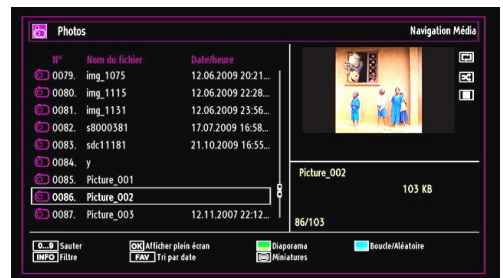 Photos
Navigation Média
N° Nom du fichier Date/heure
0079. img_1075 12.06.2009 20:21...
0080. img_1115 12.06.2009 22:28...
0081. img_1131 12.06.2009 23:56...
0082. s8000381 17.07.2009 16:58...
0083. sdc11181 21.10.2009 16:55...
0084. y
0085. Picture_001
0086. Picture_002
0087. Picture_003 12.11.2007 22:12...
Picture_002
103 KB
86/103
0...9 Sauter OK Afficher plein écran Diaporama Boucle/Aléatoire
INFO Filtre FAV Tri par date Miniatures